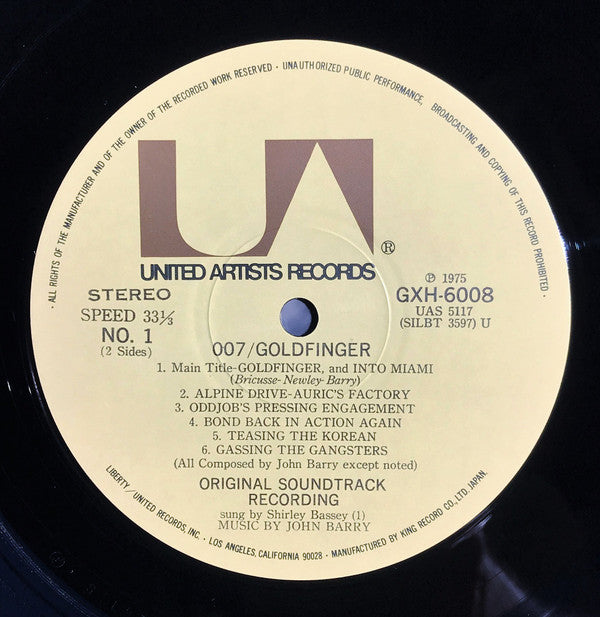 · ALL RIGHTS OF THE MANUFACTURER AND OF THE OWNER OF THE RECORDED WORK RESERVED · UNAUTHORIZED PUBLIC PERFORMANCE, BROADCASTING AND COPYING OF THIS RECORD PROHIBITED ·
UA®
UNITED ARTISTS RECORDS
STEREO
SPEED 33⅓
NO. 1
(2 Sides)
Ⓟ 1975
GXH-6008
UAS 5117
(SILBT 3597) U
007/GOLDFINGER
1. Main Title-GOLDFINGER, and INTO MIAMI
(Bricusse-Newley-Barry)
2. ALPINE DRIVE-AURIC'S FACTORY
3. ODDJOB'S PRESSING ENGAGEMENT
4. BOND BACK IN ACTION AGAIN
5. TEASING THE KOREAN
6. GASSING THE GANGSTERS
(All Composed by John Barry except noted)
ORIGINAL SOUNDTRACK
RECORDING
sung by Shirley Bassey (1)
MUSIC BY JOHN BARRY
LIBERTY/UNITED RECORDS, INC. · LOS ANGELES, CALIFORNIA 90028 · MANUFACTURED BY KING RECORD CO., LTD, JAPAN.